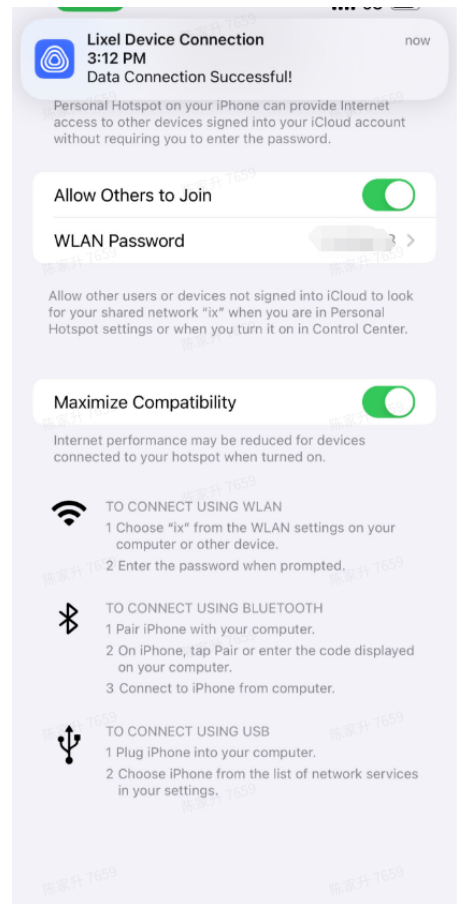 Lixel Device Connection
now
3:12 PM
Data Connection Successful!
Personal Hotspot on your iPhone can provide Internet
access to other devices signed into your iCloud account
without requiring you to enter the password.
Allow Others to Join
WLAN Password
Allow other users or devices not signed into iCloud to look
for your shared network “ix” when you are in Personal
Hotspot settings or when you turn it on in Control Center.
Maximize Compatibility
Internet performance may be reduced for devices
connected to your hotspot when turned on.
TO CONNECT USING WLAN
1 Choose “ix” from the WLAN settings on your
computer or other device.
2 Enter the password when prompted.
TO CONNECT USING BLUETOOTH
1 Pair iPhone with your computer.
2 On iPhone, tap Pair or enter the code displayed
on your computer.
3 Connect to iPhone from computer.
TO CONNECT USING USB
1 Plug iPhone into your computer.
2 Choose iPhone from the list of network services
in your settings.
陈家升 7659
陈家升 7659